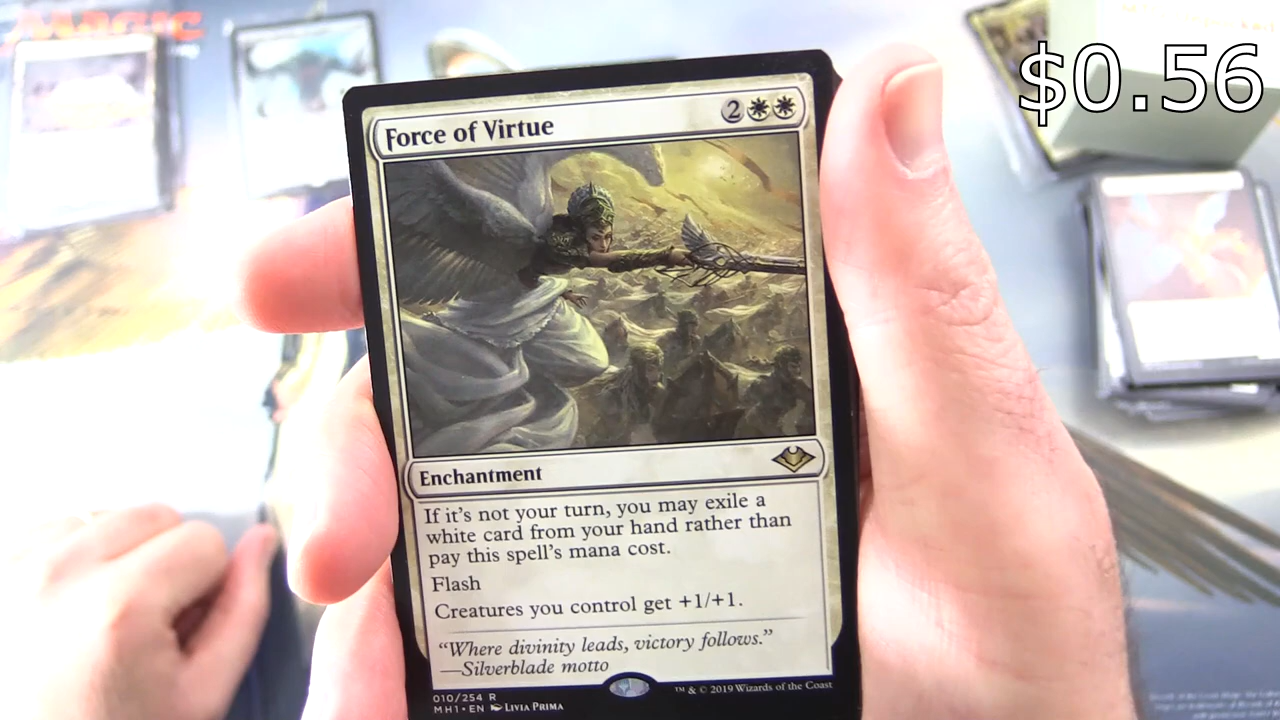 MAGIC
$0.56
Force of Virtue
2
Enchantment
If it's not your turn, you may exile a
white card from your hand rather than
pay this spell's mana cost.
Flash
Creatures you control get +1/+1.
"Where divinity leads, victory follows."
—Silverblade motto
010/254 R
MH1 • EN LIVIA PRIMA
™ & © 2019 Wizards of the Coast